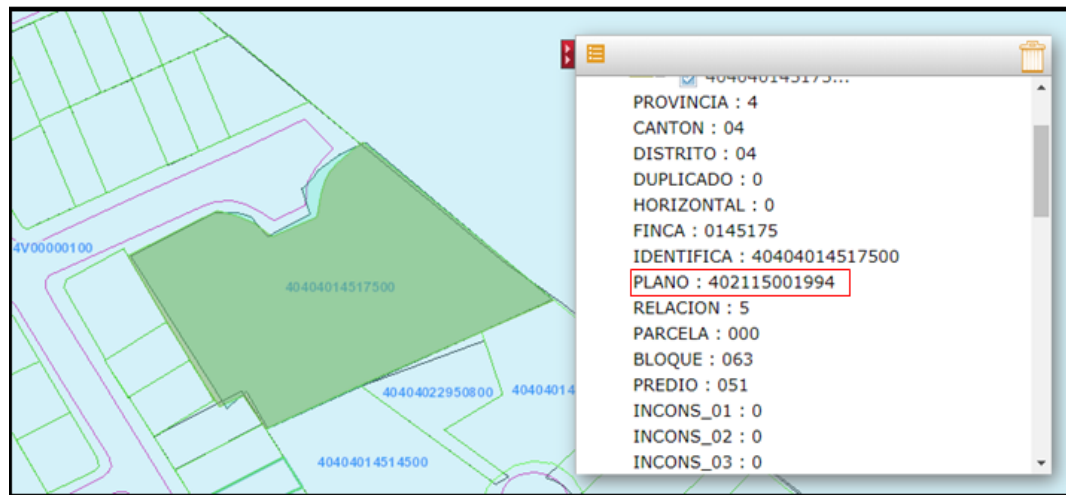 404040145175...
PROVINCIA : 4
CANTON : 04
DISTRITO : 04
DUPLICADO : 0
HORIZONTAL : 0
FINCA : 0145175
IDENTIFICA : 40404014517500
PLANO : 402115001994
RELACION : 5
PARCELA : 000
BLOQUE : 063
PREDIO : 051
INCONS_01 : 0
INCONS_02 : 0
INCONS_03 : 0
4V00000100
40404014517500
40404022950800
40404014
40404014514500